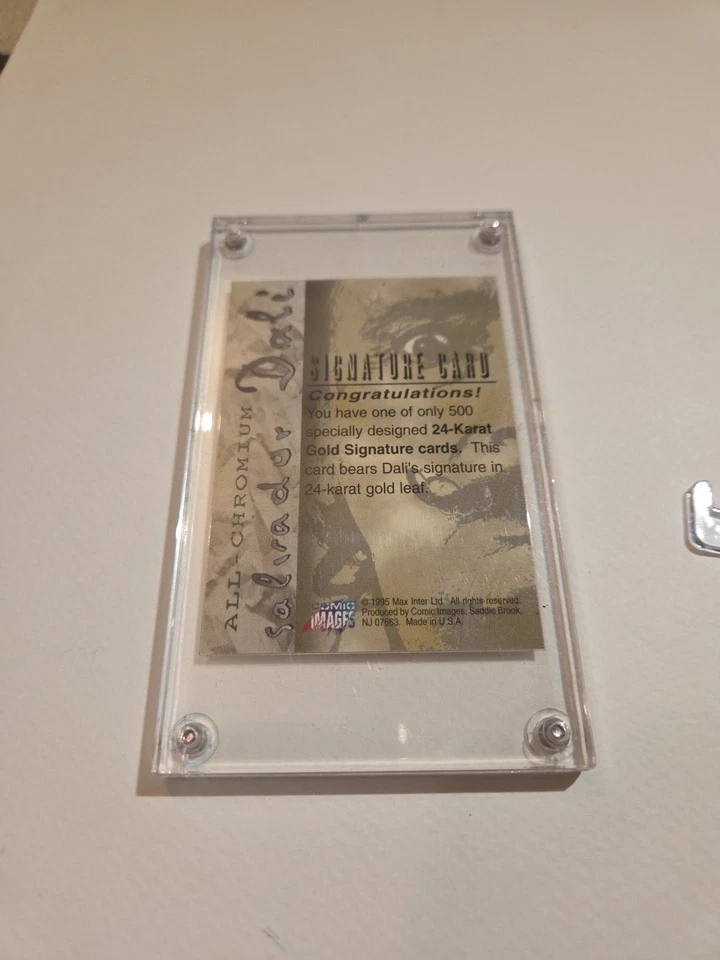 ALL-CHROMIUM
Salvador Dali
SIGNATURE CARD
Congratulations!
You have one of only 500
specially designed 24-Karat
Gold Signature cards. This
card bears Dali's signature in
24-karat gold leaf.
COMIC
IMAGES
© 1995 Max Inter Ltd. All rights reserved.
Produced by Comic Images, Saddle Brook,
NJ 07663. Made in U.S.A.